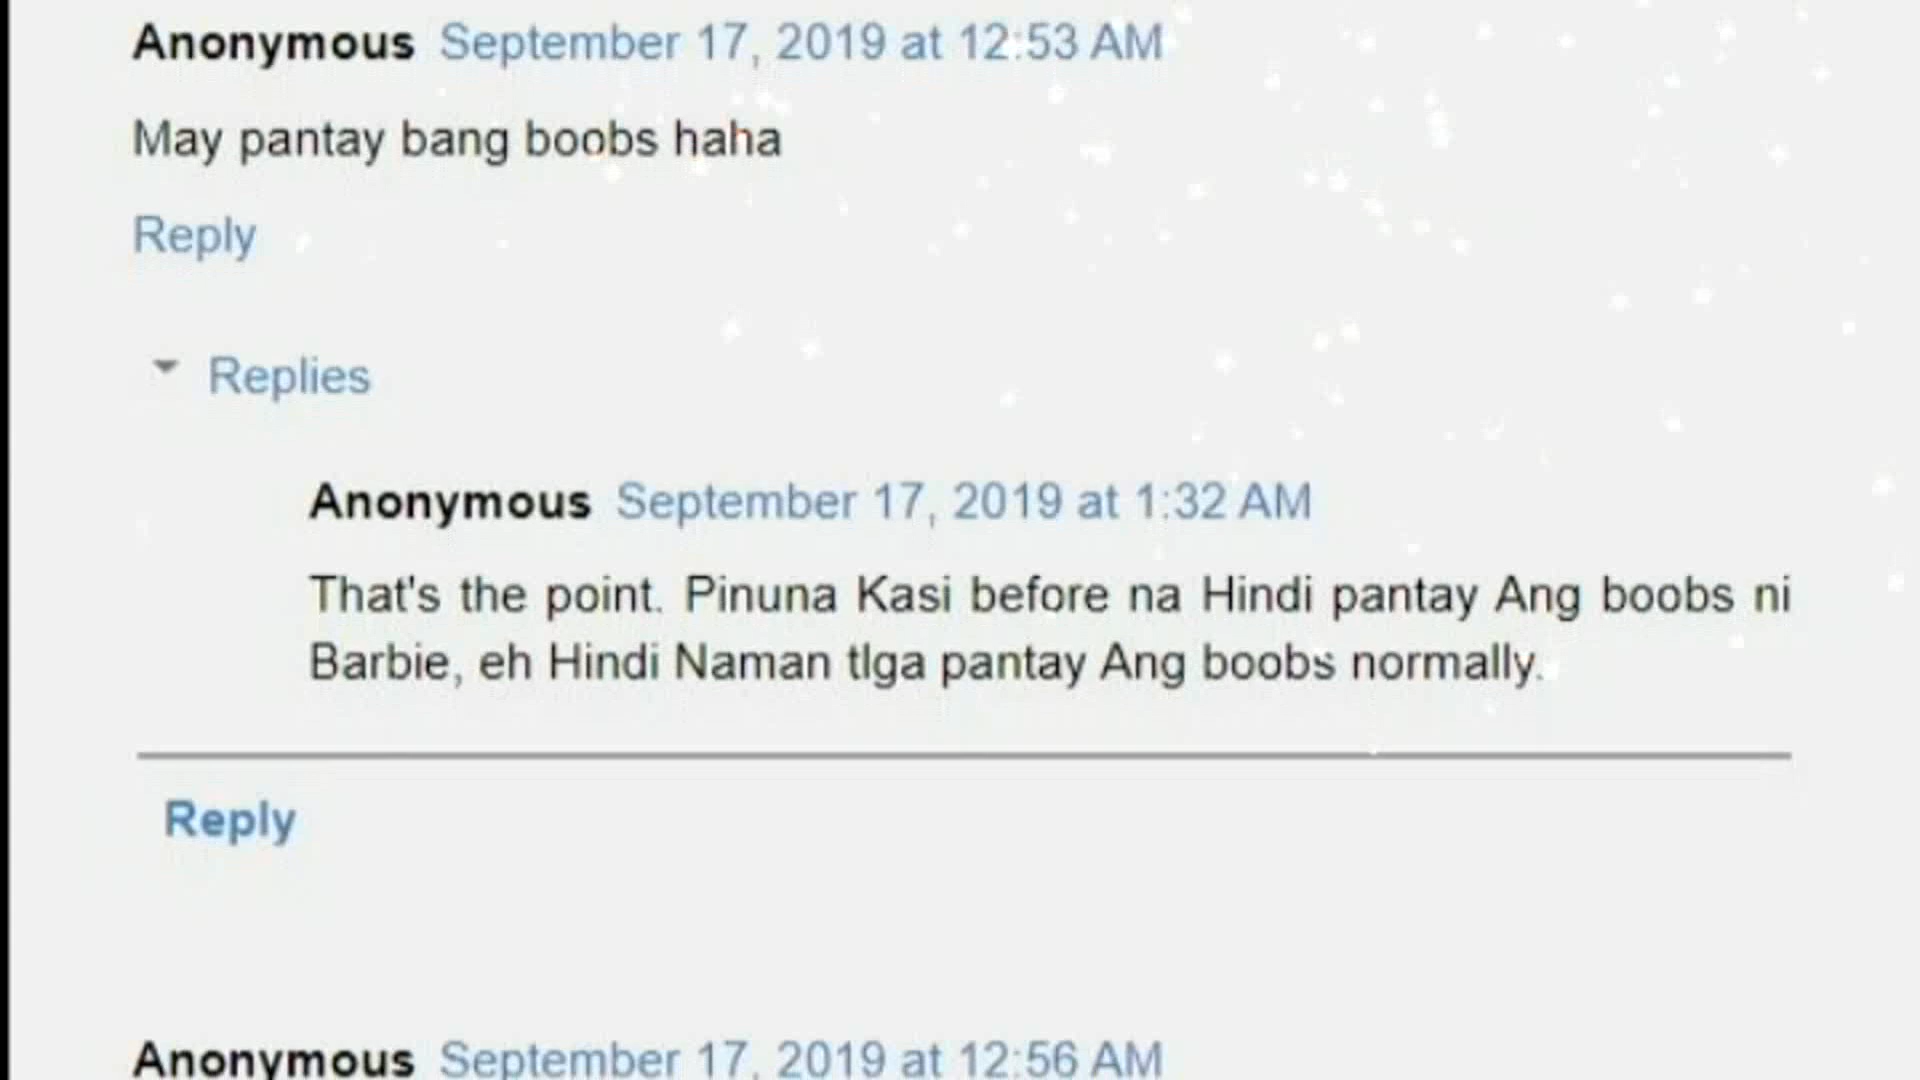 Anonymous September 17, 2019 at 12:53 AM
May pantay bang boobs haha
Reply
Replies
Anonymous September 17, 2019 at 1:32 AM
That's the point. Pinuna Kasi before na Hindi pantay Ang boobs ni
Barbie, eh Hindi Naman tlga pantay Ang boobs normally.
Reply
Anonymous September 17, 2019 at 12:56 AM